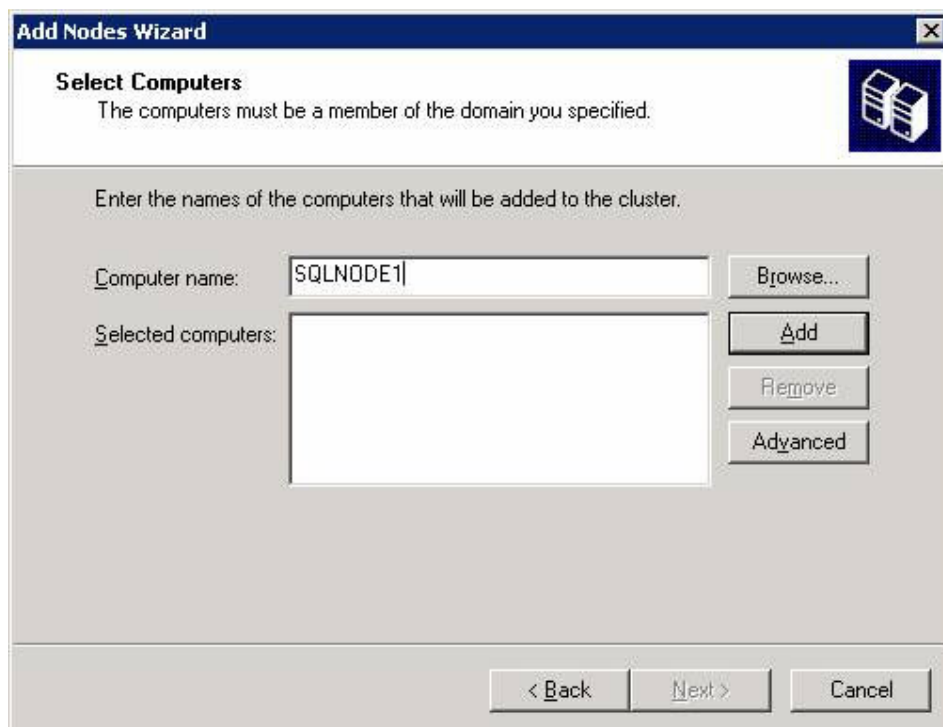 Add Nodes Wizard
Select Computers
The computers must be a member of the domain you specified.
Enter the names of the computers that will be added to the cluster.
Computer name: SQLNODE1 Browse...
Selected computers: Add
Remove
Advanced
< Back Next > Cancel